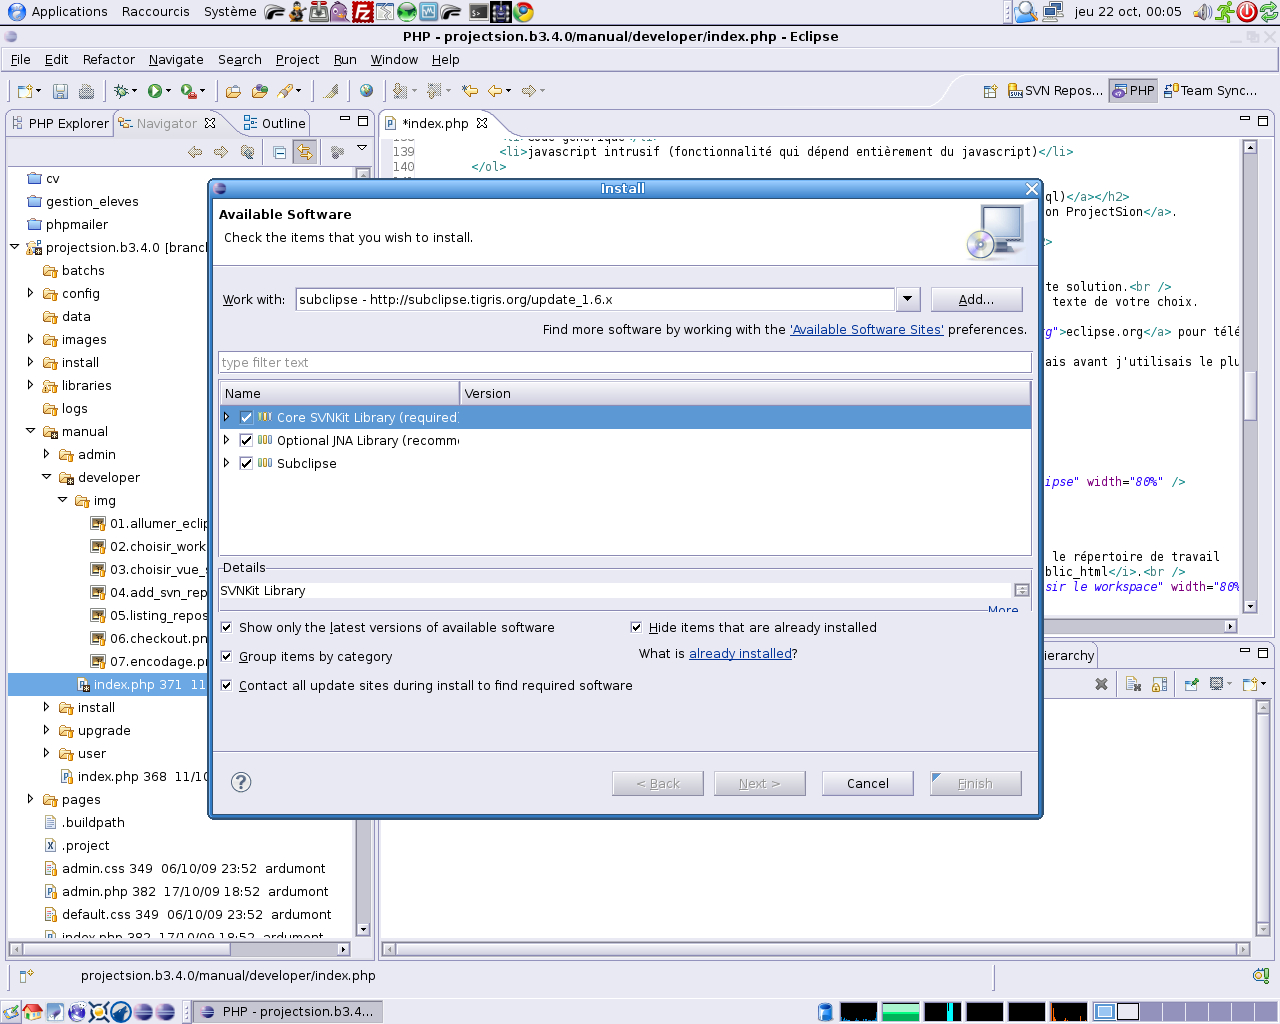 Applications Raccourcis Système
jeu 22 oct, 00:05
PHP - projectsion.b3.4.0/manual/developer/index.php - Eclipse
File Edit Refactor Navigate Search Project Run Window Help
SVN Repos... PHP Team Sync...
PHP Explorer Navigator Outline
*index.php
139 <li>javascript intrusif (fonctionnalité qui dépend entièrement du javascript)</li>
140 </ol>
cv
gestion_eleves
phpmailer
projectsion.b3.4.0 [branch
batchs
config
data
images
install
libraries
logs
manual
admin
developer
img
01.allumer_eclip
02.choisir_work
03.choisir_vue_s
04.add_svn_rep
05.listing_repos
06.checkout.pn
07.encodage.pn
index.php 371 11
install
upgrade
user
index.php 368 11/10
pages
.buildpath
.project
admin.css 349 06/10/09 23:52 ardumont
admin.php 382 17/10/09 18:52 ardumont
default.css 349 06/10/09 23:52 ardumont
index.php 382 17/10/09 18:52 ardumont
Install
Available Software
Check the items that you wish to install.
Work with: subclipse - http://subclipse.tigris.org/update_1.6.x
Add...
Find more software by working with the 'Available Software Sites' preferences.
type filter text
Name Version
Core SVNKit Library (required)
Optional JNA Library (recomm
Subclipse
Details
SVNKit Library
More...
Show only the latest versions of available software
Hide items that are already installed
Group items by category
What is already installed?
Contact all update sites during install to find required software
< Back Next > Cancel Finish
ql)</a></h2>
on ProjectSion</a>.
>
te solution.<br />
texte de votre choix.
rg">eclipse.org</a> pour télé
ais avant j'utilisais le plu
ipse" width="80%" />
le répertoire de travail
blic_html</i>.<br />
sir le workspace" width="80%
ierarchy
projectsion.b3.4.0/manual/developer/index.php
PHP - projectsion.b3.4...